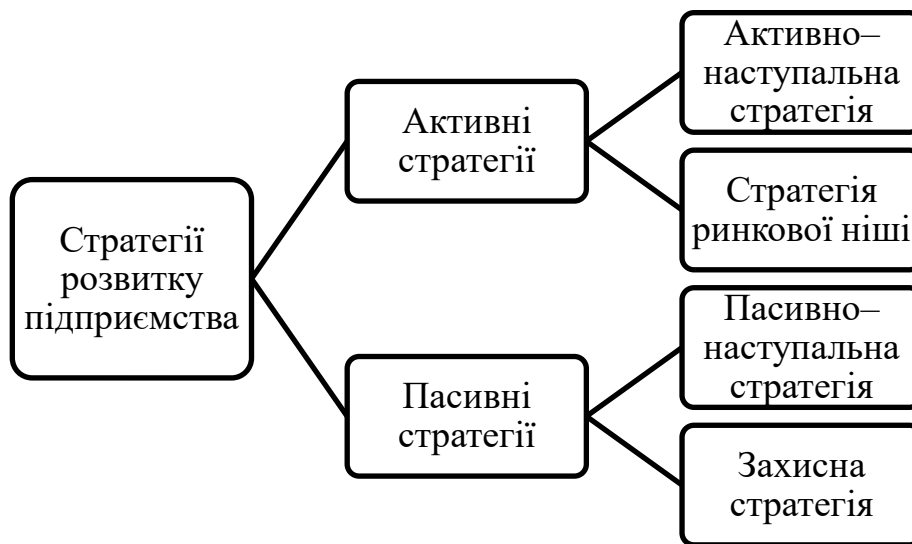 Стратегії
розвитку
підприємства
Активні
стратегії
Активно–
наступальна
стратегія
Стратегія
ринкової ніші
Пасивні
стратегії
Пасивно–
наступальна
стратегія
Захисна
стратегія